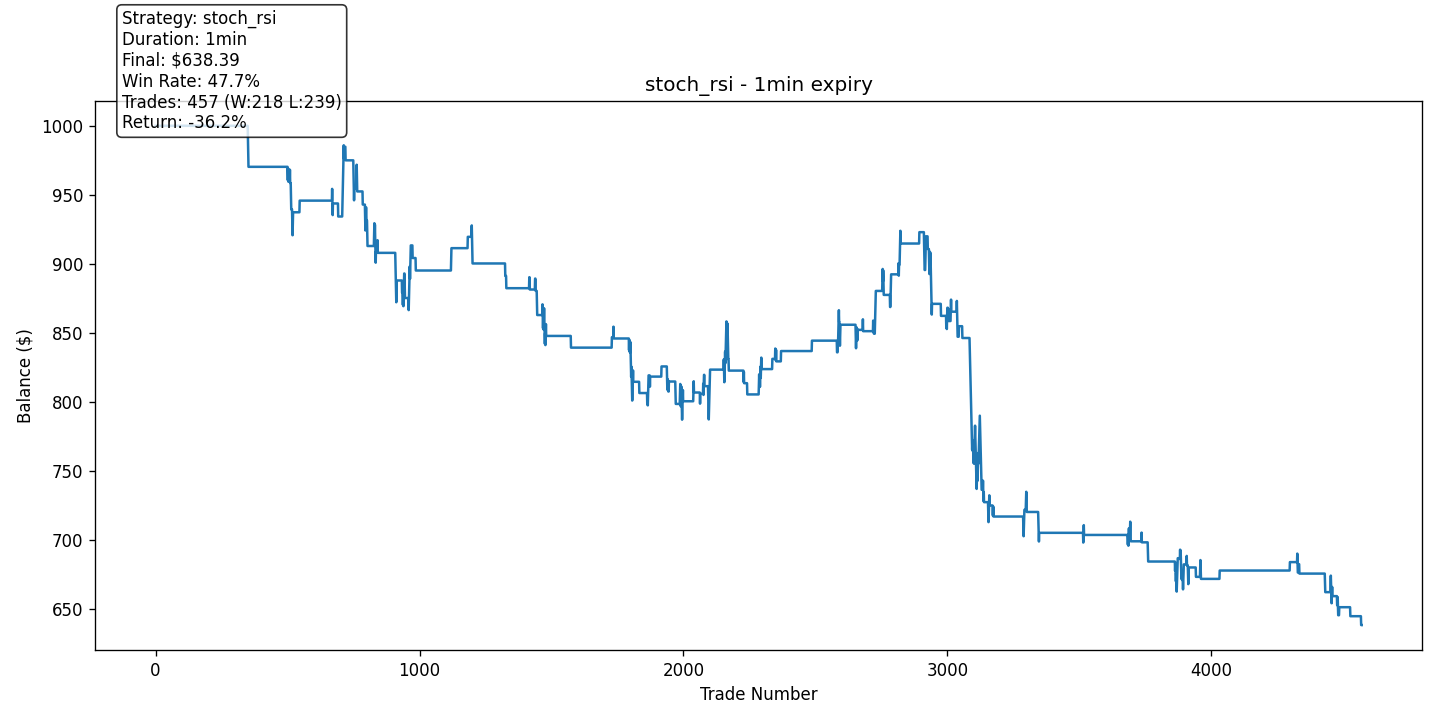 Strategy: stoch_rsi
Duration: 1min
Final: $638.39
Win Rate: 47.7%
Trades: 457 (W:218 L:239)
Return: -36.2%
stoch_rsi - 1min expiry
1000
950
900
850
800
750
700
650
Balance ($)
0
1000
2000
3000
4000
Trade Number